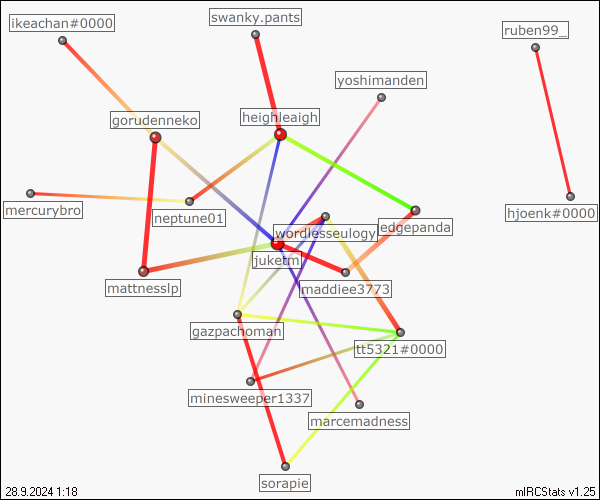 ikeachan#0000
swanky.pants
ruben99_
yoshimanden
gorudenneko
heighleaigh
mercurybro
neptune01
hjoenk#0000
wordlesseulogy
edgepanda
juketm
mattnesslp
maddiee3773
gazpachoman
tt5321#0000
minesweeper1337
marcemadness
sorapie
28.9.2024 1:18
mIRCStats v1.25